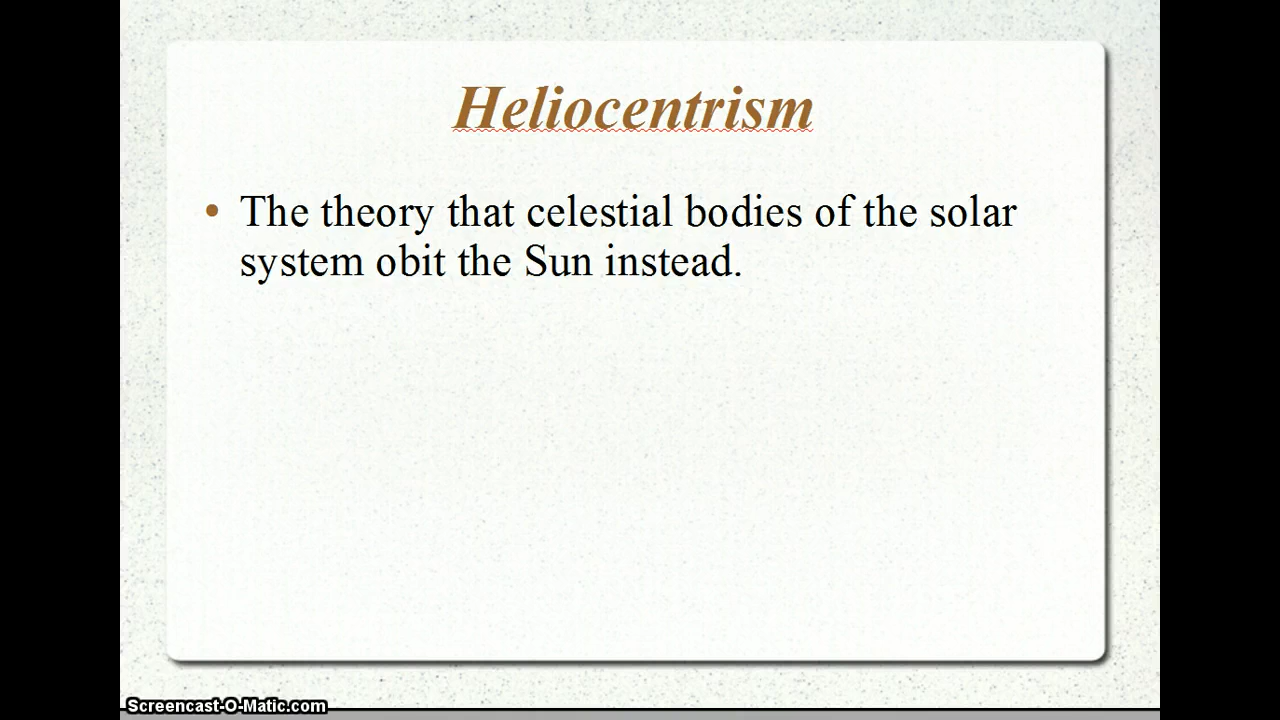 Heliocentrism
• The theory that celestial bodies of the solar
system obit the Sun instead.
Screencast-O-Matic.com